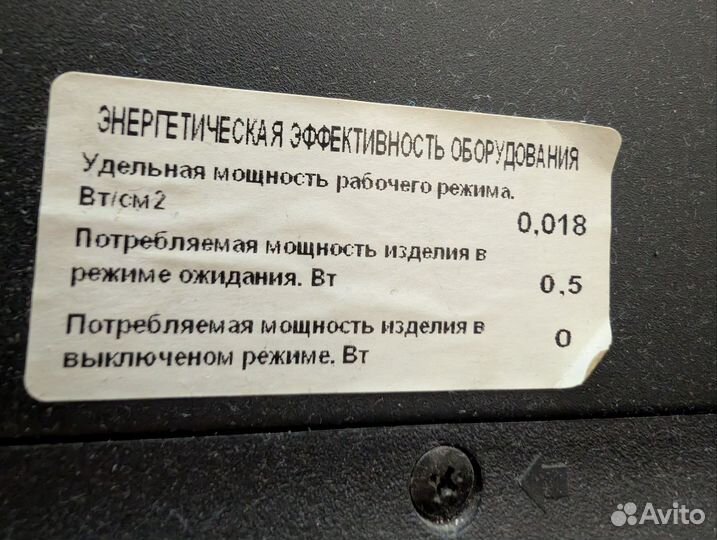 ЭНЕРГЕТИЧЕСКАЯ ЭФФЕКТИВНОСТЬ ОБОРУДОВАНИЯ
Удельная мощность рабочего режима.
Вт/см2 0,018
Потребляемая мощность изделия в
режиме ожидания. Вт 0,5
Потребляемая мощность изделия в
выключеном режиме. Вт 0
Avito